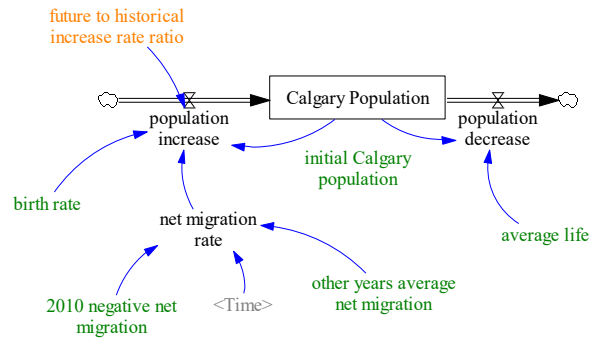 future to historical
increase rate ratio
Calgary Population
population
increase
population
decrease
initial Calgary
population
birth rate
net migration
rate
average life
2010 negative net
migration
<Time>
other years average
net migration